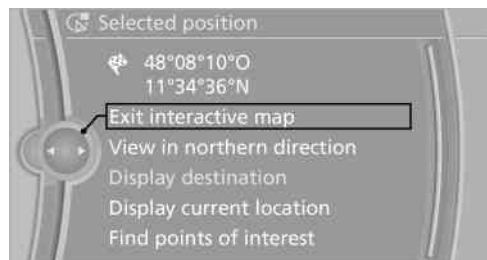 Selected position
48°08'10"O
11°34'36"N
Exit interactive map
View in northern direction
Display destination
Display current location
Find points of interest